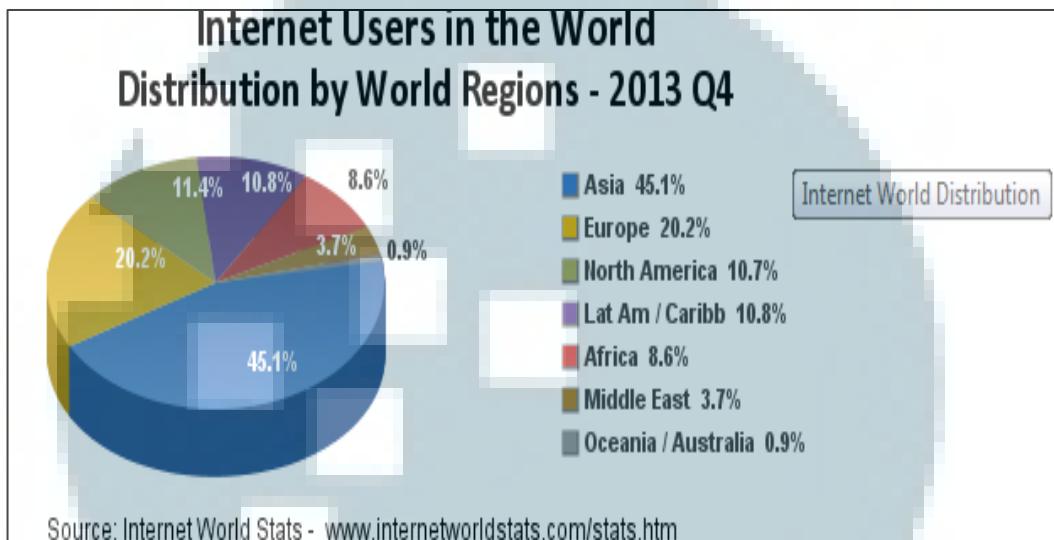 Internet Users in the World
Distribution by World Regions - 2013 Q4
11.4%
10.8%
8.6%
20.2%
3.7%
0.9%
45.1%
Asia 45.1%
Europe 20.2%
North America 10.7%
Lat Am / Caribb 10.8%
Africa 8.6%
Middle East 3.7%
Oceania / Australia 0.9%
Internet World Distribution
Source: Internet World Stats - www.internetworldstats.com/stats.htm